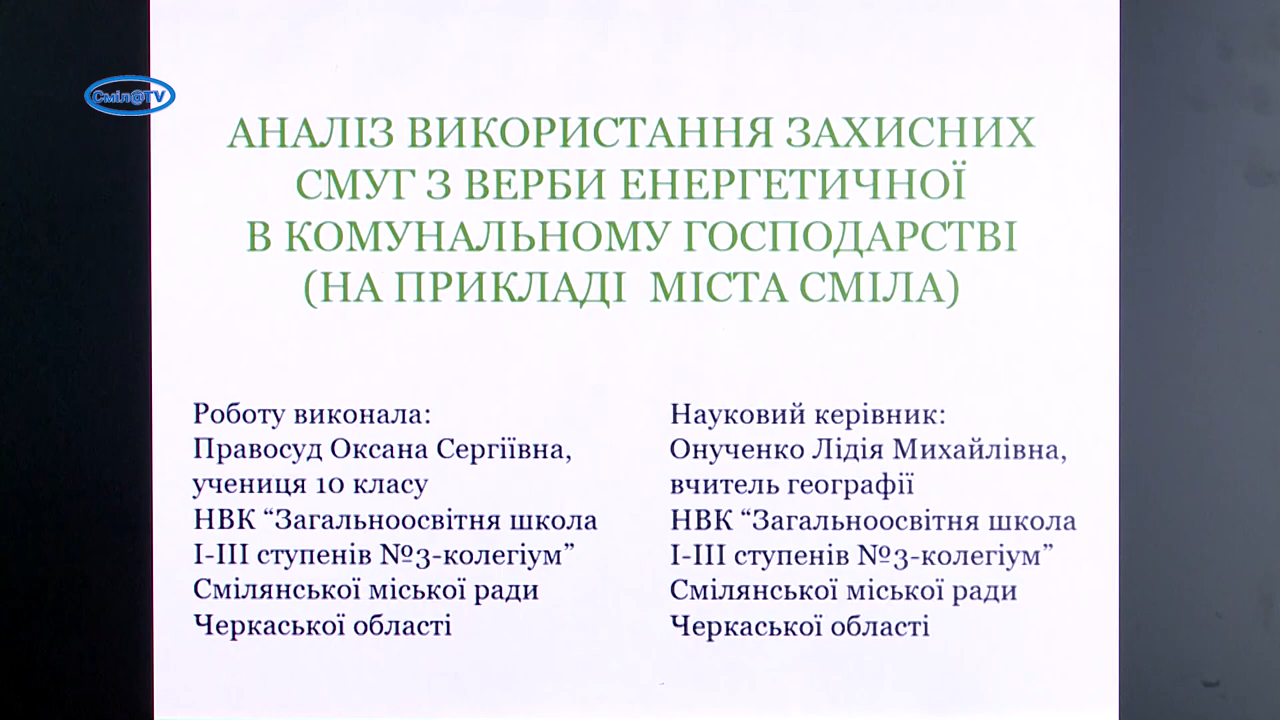 Сміл@TV
АНАЛІЗ ВИКОРИСТАННЯ ЗАХИСНИХ
СМУГ З ВЕРБИ ЕНЕРГЕТИЧНОЇ
В КОМУНАЛЬНОМУ ГОСПОДАРСТВІ
(НА ПРИКЛАДІ МІСТА СМІЛА)
Роботу виконала:
Правосуд Оксана Сергіївна,
учениця 10 класу
НВК “Загальноосвітня школа
І-ІІІ ступенів №3-колегіум”
Смілянської міської ради
Черкаської області
Науковий керівник:
Онученко Лідія Михайлівна,
вчитель географії
НВК “Загальноосвітня школа
І-ІІІ ступенів №3-колегіум”
Смілянської міської ради
Черкаської області